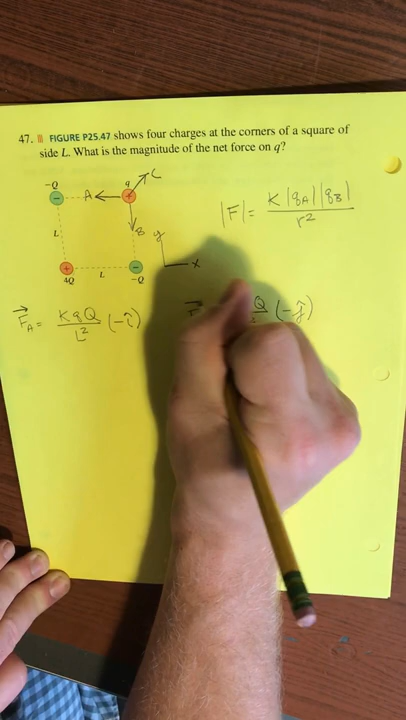 47. ||| FIGURE P25.47 shows four charges at the corners of a square of
side L. What is the magnitude of the net force on q?
-Q
q
C
A
|F| = K|qA||qB| / r²
L
B
y
x
L
4Q
-Q
F⃗A = KqQ / L² (-î)
Q (-ĵ)